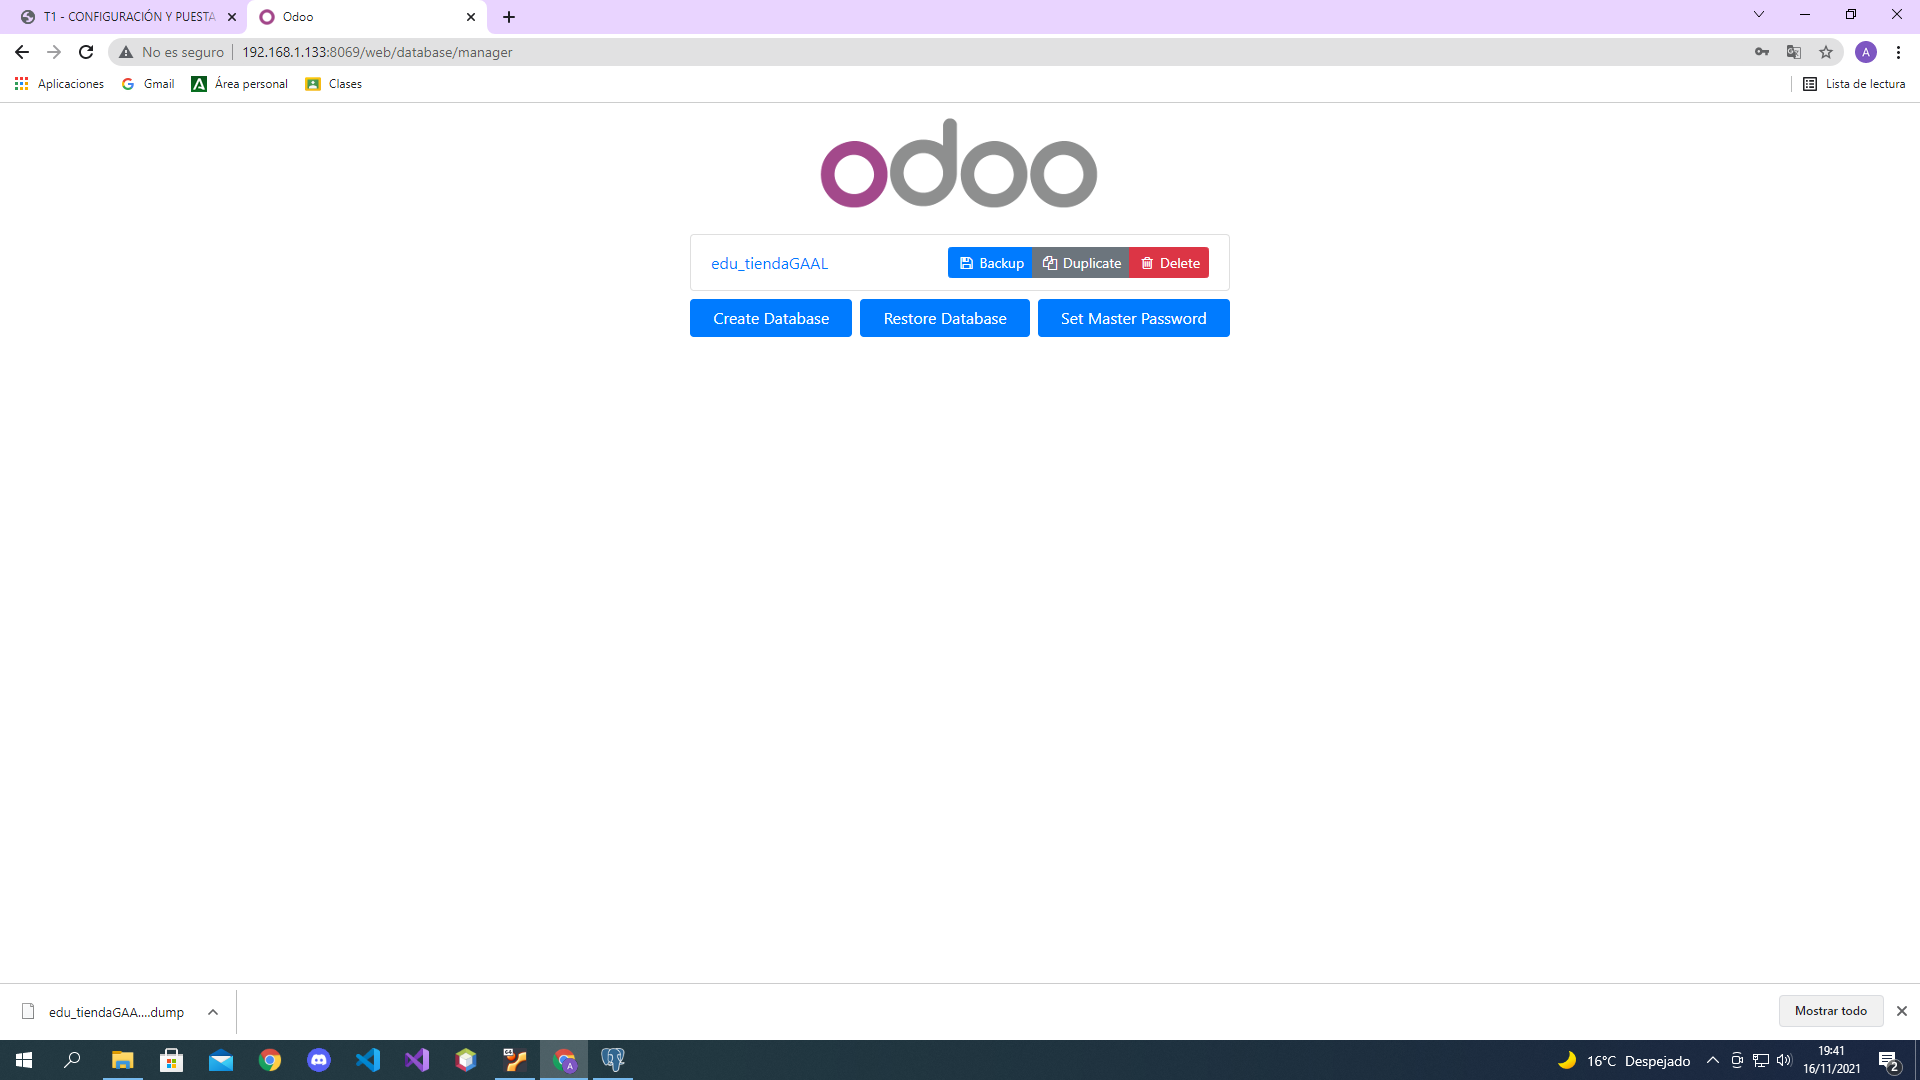 T1 - CONFIGURACIÓN Y PUESTA
Odoo
No es seguro
192.168.1.133:8069/web/database/manager
A
Aplicaciones
Gmail
Área personal
Clases
Lista de lectura
odoo
edu_tiendaGAAL
Backup
Duplicate
Delete
Create Database
Restore Database
Set Master Password
edu_tiendaGAA....dump
Mostrar todo
16°C Despejado
19:41
16/11/2021
2